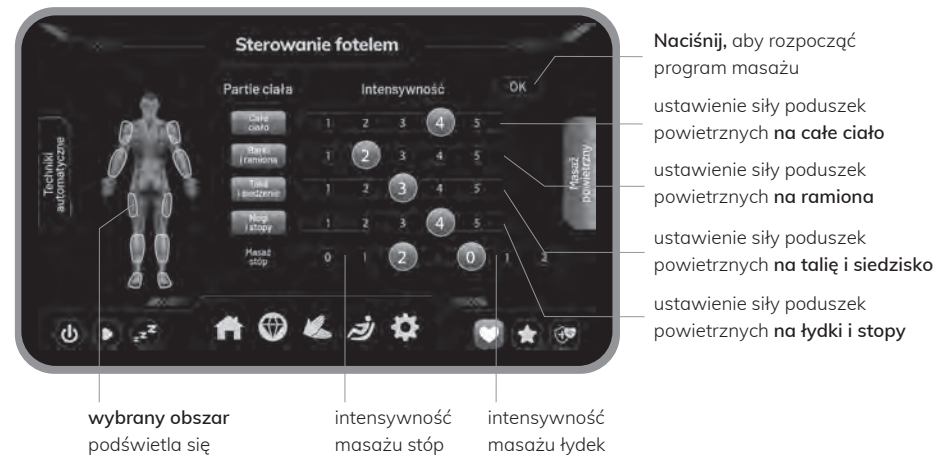 Sterowanie fotelem
Partie ciała
Intensywność
OK
Całe
ciało
1 2 3 4 5
Barki
i ramiona
1 2 3 4 5
Talia
i siedzenie
1 2 3 4 5
Nogi
i stopy
1 2 3 4 5
Masaż
stóp
0 1 2 0 1
Techniki
automatyczne
Masaż
powietrzny
Naciśnij, aby rozpocząć
program masażu
ustawienie siły poduszek
powietrznych na całe ciało
ustawienie siły poduszek
powietrznych na ramiona
ustawienie siły poduszek
powietrznych na talię i siedzisko
ustawienie siły poduszek
powietrznych na łydki i stopy
wybrany obszar
podświetla się
intensywność
masażu stóp
intensywność
masażu łydek